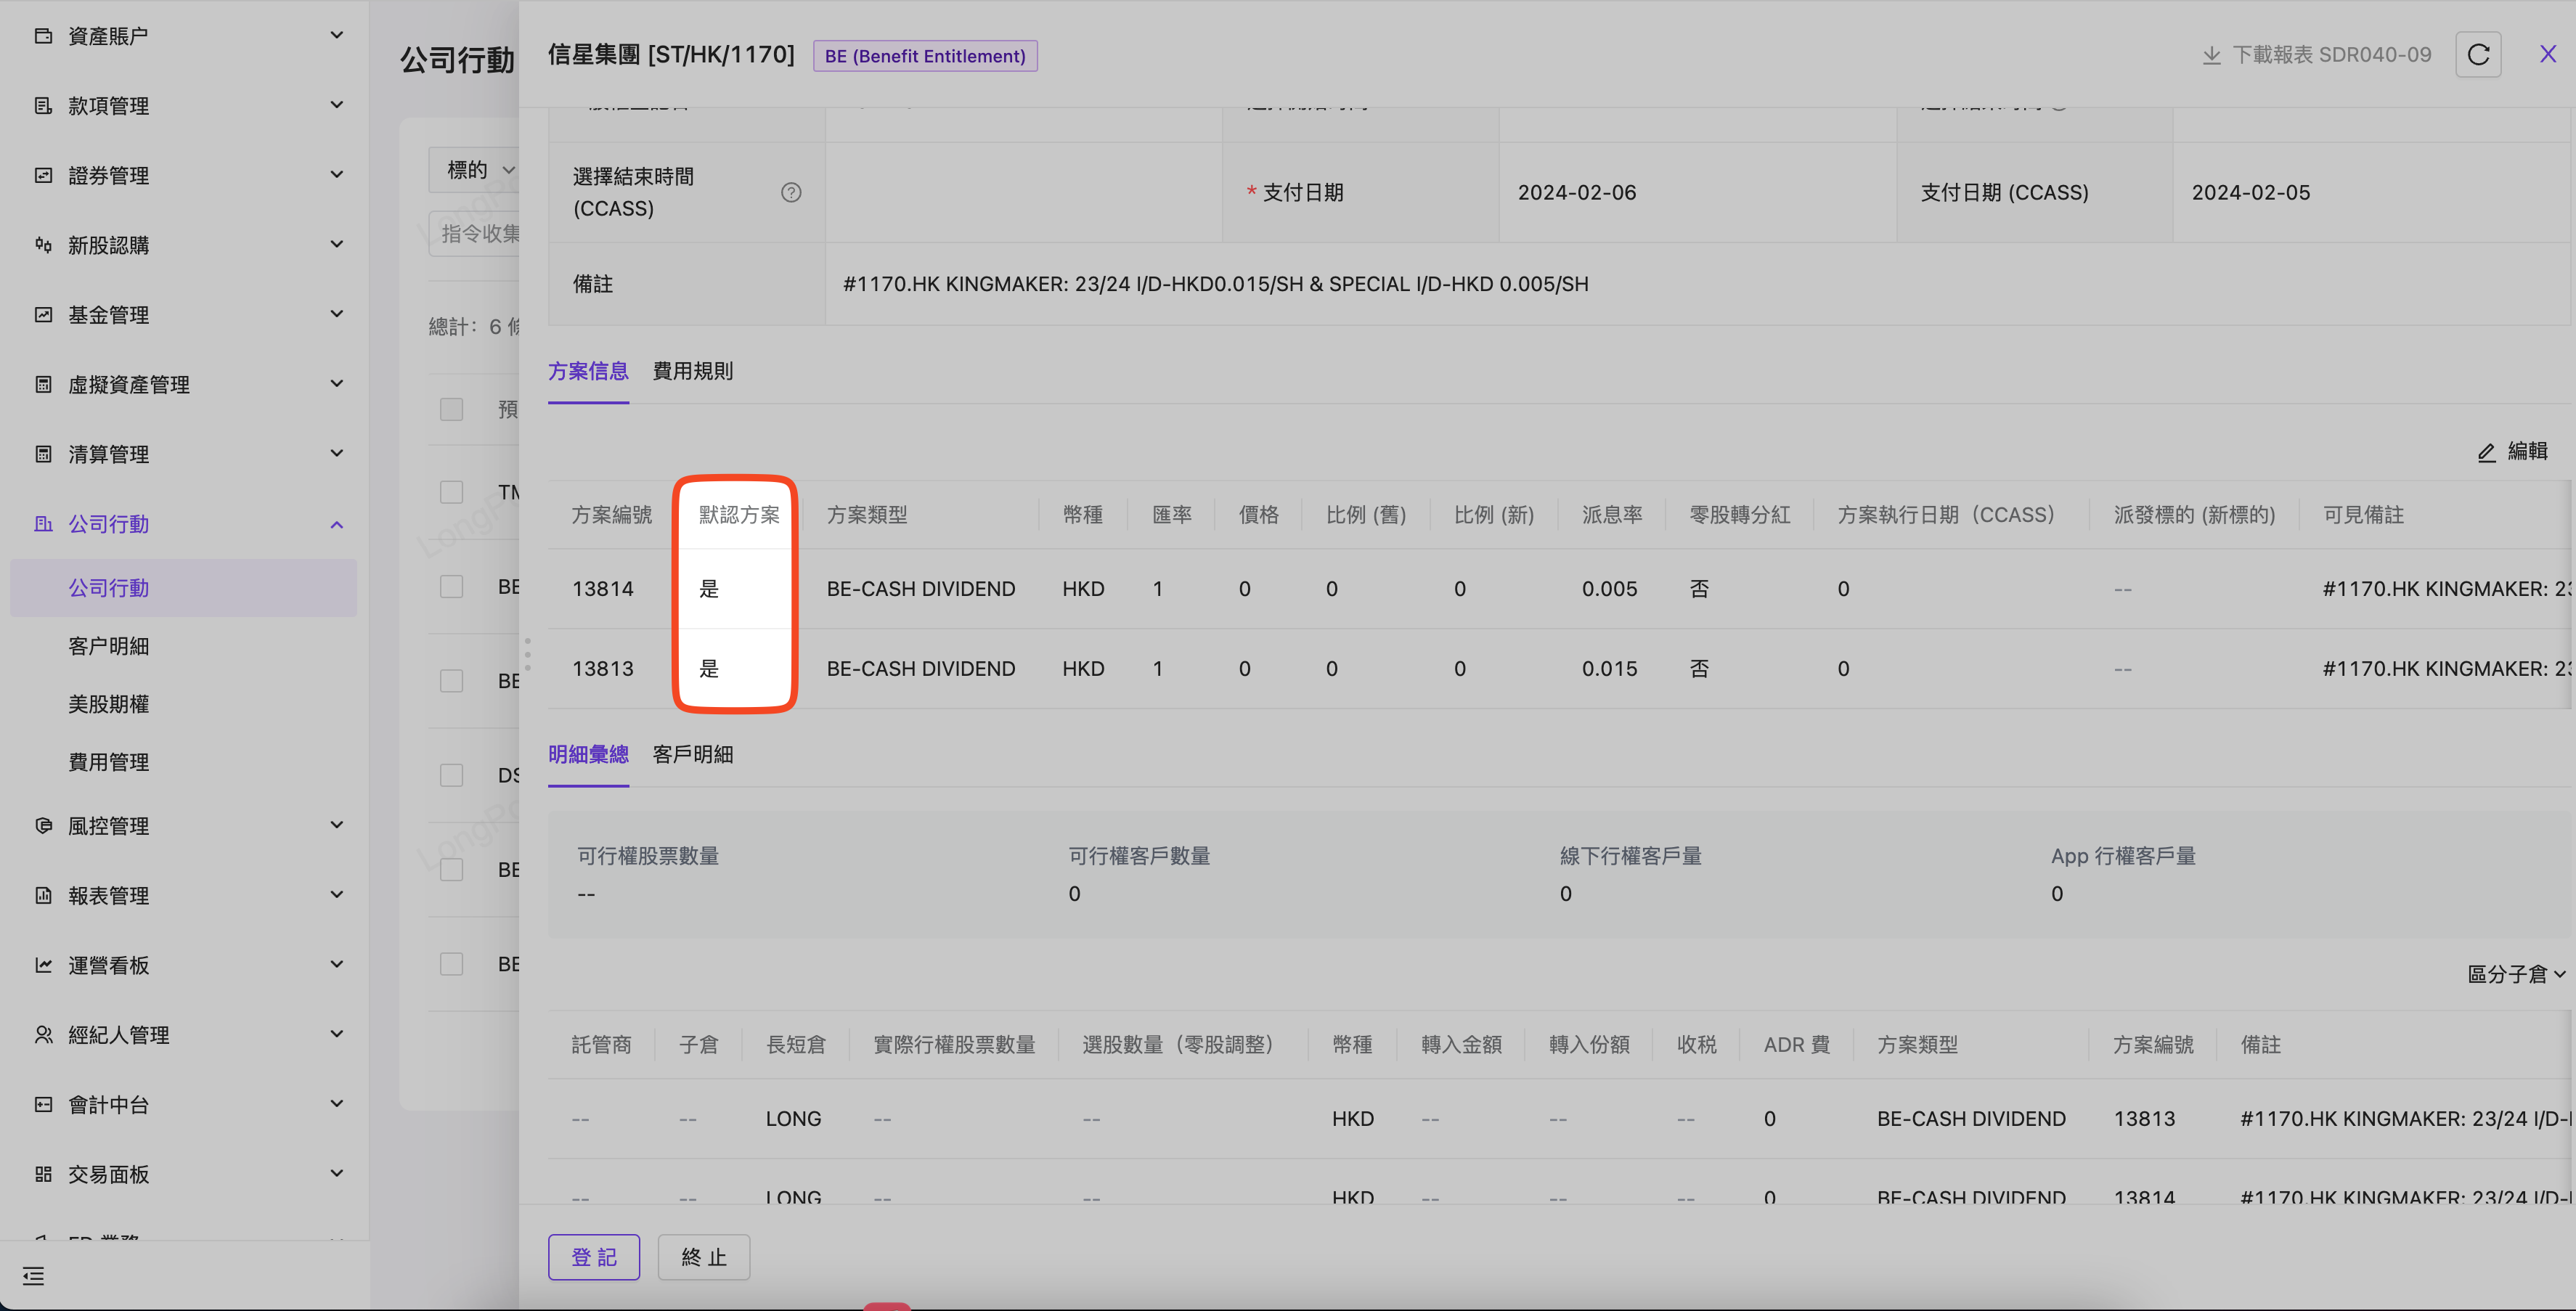 資產賬户
款項管理
證券管理
新股認購
基金管理
虛擬資產管理
清算管理
公司行動
公司行動
客户明細
美股期權
費用管理
風控管理
報表管理
運營看板
經紀人管理
會計中台
交易面板
公司行動
標的
指令收集
總計：6 條
預
TM
BE
BE
DS
BE
BE
LongPo
LongPo
LongPo
信星集團 [ST/HK/1170] BE (Benefit Entitlement)
下載報表 SDR040-09
選擇結束時間 (CCASS)
* 支付日期 2024-02-06 支付日期 (CCASS) 2024-02-05
備註 #1170.HK KINGMAKER: 23/24 I/D-HKD0.015/SH & SPECIAL I/D-HKD 0.005/SH
方案信息 費用規則
編輯
方案編號 默認方案 方案類型 幣種 匯率 價格 比例 (舊) 比例 (新) 派息率 零股轉分紅 方案執行日期（CCASS） 派發標的 (新標的) 可見備註
13814 是 BE-CASH DIVIDEND HKD 1 0 0 0 0.005 否 0 -- #1170.HK KINGMAKER: 23
13813 是 BE-CASH DIVIDEND HKD 1 0 0 0 0.015 否 0 -- #1170.HK KINGMAKER: 23
明細彙總 客戶明細
可行權股票數量 可行權客戶數量 線下行權客戶量 App 行權客戶量
-- 0 0 0
區分子倉
託管商 子倉 長短倉 實際行權股票數量 選股數量（零股調整） 幣種 轉入金額 轉入份額 收税 ADR 費 方案類型 方案編號 備註
-- -- LONG -- -- HKD -- -- -- 0 BE-CASH DIVIDEND 13813 #1170.HK KINGMAKER: 23/24 I/D-
-- -- LONG -- -- HKD -- -- -- 0 BE-CASH DIVIDEND 13814 #1170.HK KINGMAKER: 23/24 I/D-
登記 終止